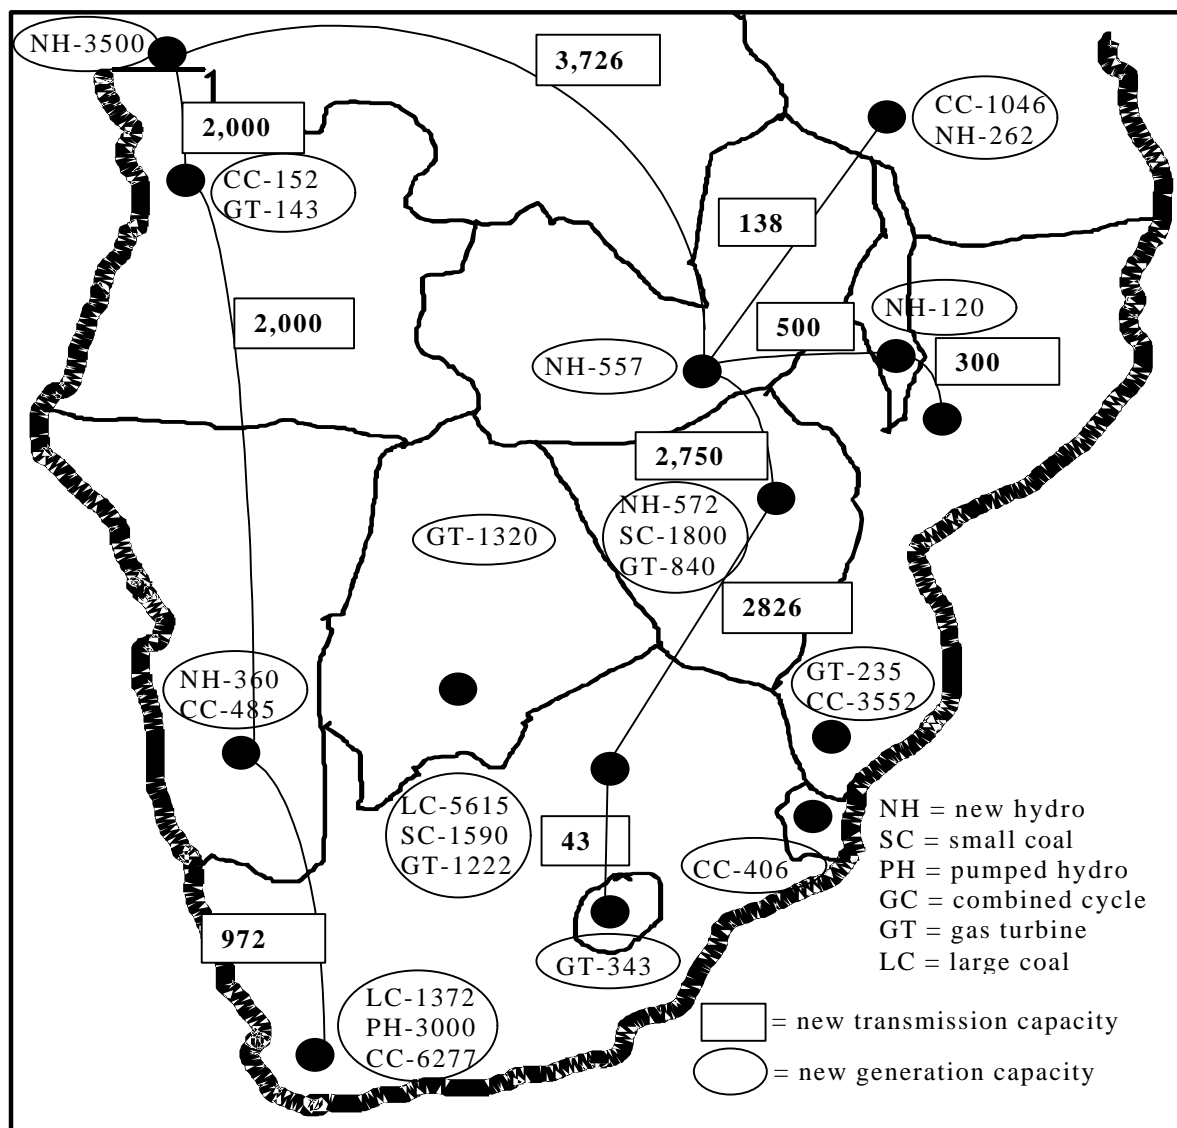 NH-3500
3,726
CC-1046
NH-262
2,000
CC-152
GT-143
138
2,000
NH-120
500
300
NH-557
2,750
NH-572
SC-1800
GT-840
GT-1320
2826
NH-360
CC-485
GT-235
CC-3552
LC-5615
SC-1590
GT-1222
43
CC-406
NH = new hydro
SC = small coal
PH = pumped hydro
GC = combined cycle
GT = gas turbine
LC = large coal
972
GT-343
LC-1372
PH-3000
CC-6277
= new transmission capacity
= new generation capacity